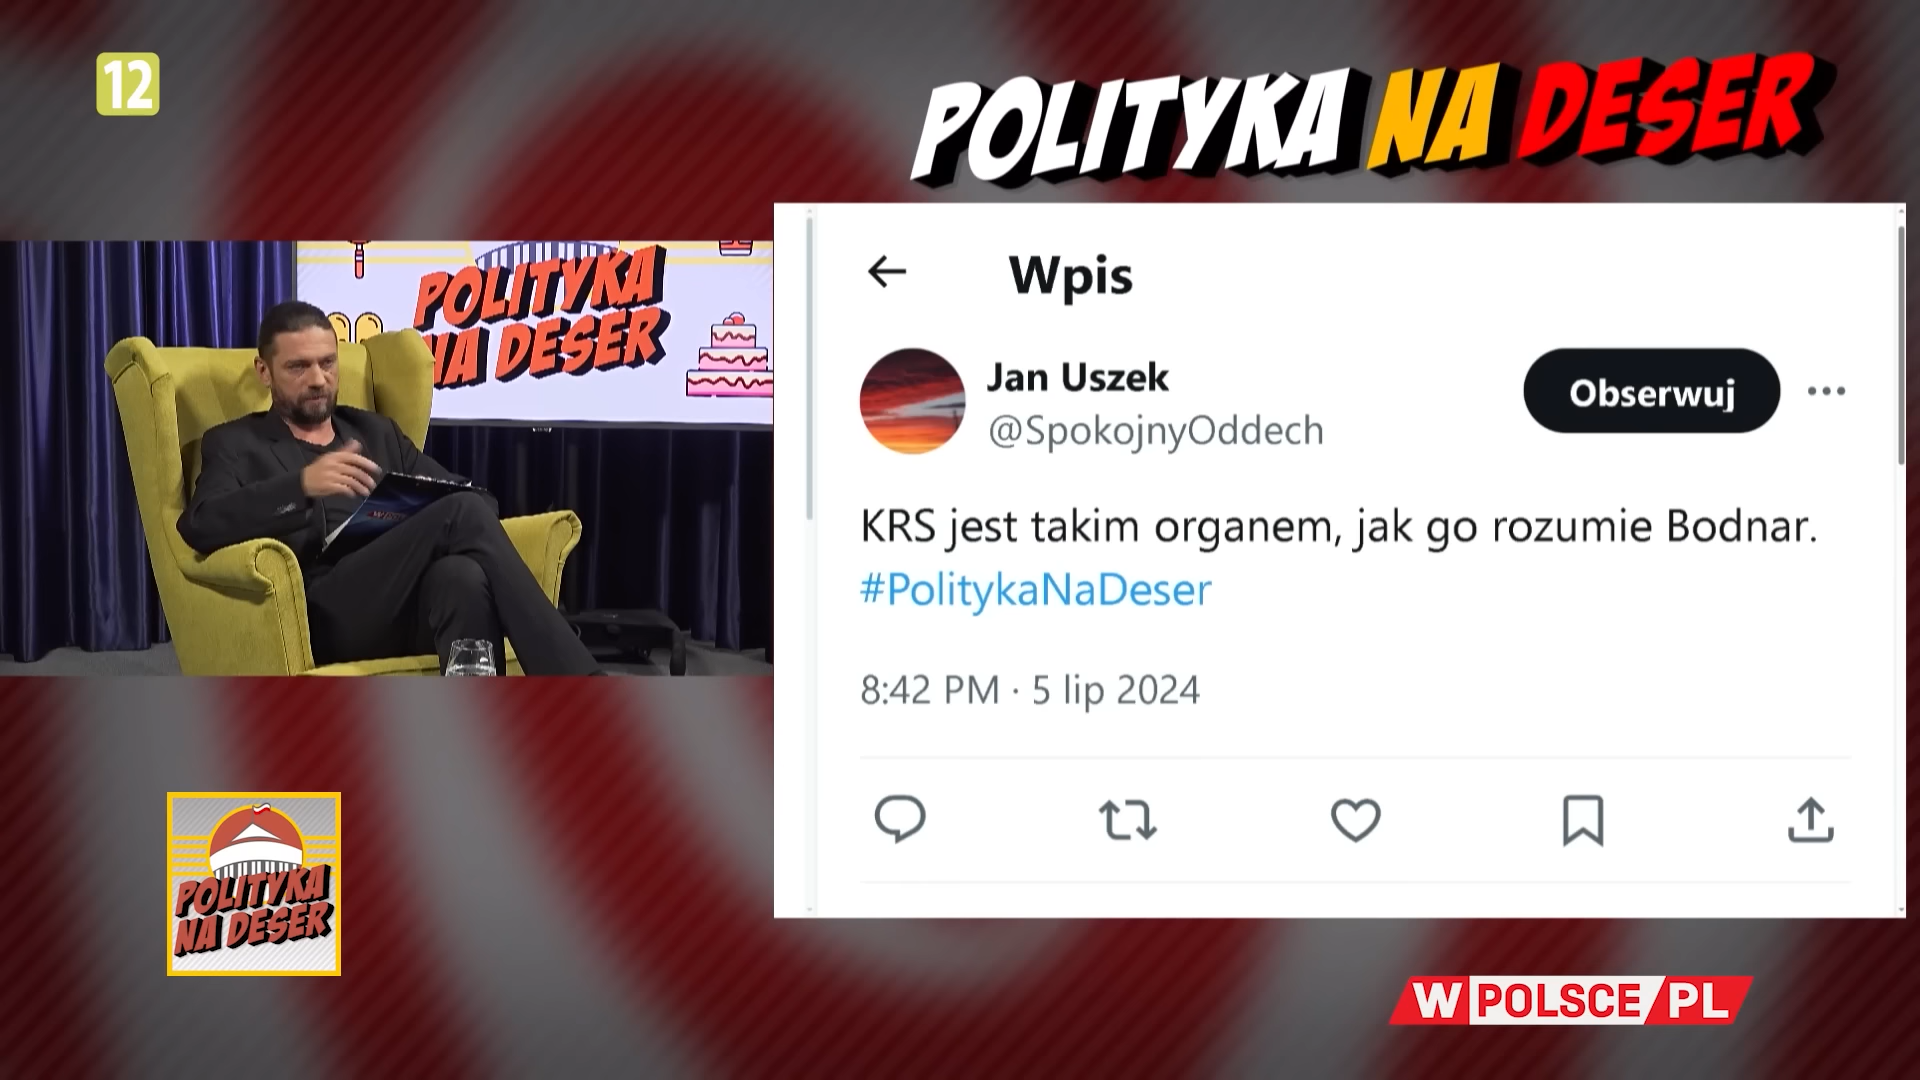 12
POLITYKA NA DESER
POLITYKA
NA DESER
Wpis
Jan Uszek
@SpokojnyOddech
Obserwuj
KRS jest takim organem, jak go rozumie Bodnar.
#PolitykaNaDeser
8:42 PM · 5 lip 2024
POLITYKA
NA DESER
W POLSCE/PL